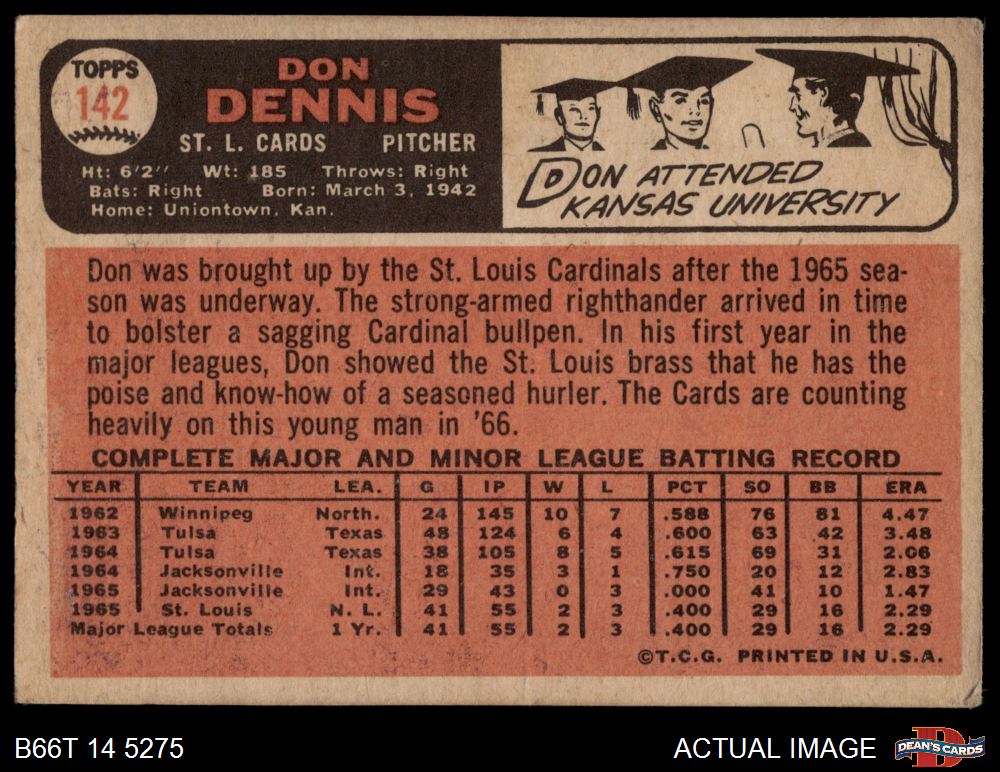 TOPPS
142
DON
DENNIS
ST. L. CARDS PITCHER
Ht: 6'2" Wt: 185 Throws: Right
Bats: Right Born: March 3, 1942
Home: Uniontown, Kan.
DON ATTENDED
KANSAS UNIVERSITY
Don was brought up by the St. Louis Cardinals after the 1965 sea-
son was underway. The strong-armed righthander arrived in time
to bolster a sagging Cardinal bullpen. In his first year in the
major leagues, Don showed the St. Louis brass that he has the
poise and know-how of a seasoned hurler. The Cards are counting
heavily on this young man in '66.
COMPLETE MAJOR AND MINOR LEAGUE BATTING RECORD
YEAR TEAM LEA. G IP W L PCT SO BB ERA
1962 Winnipeg North. 24 145 10 7 .588 76 81 4.47
1963 Tulsa Texas 48 124 6 4 .600 63 42 3.48
1964 Tulsa Texas 38 105 8 5 .615 69 31 2.06
1964 Jacksonville Int. 18 35 3 1 .750 20 12 2.83
1965 Jacksonville Int. 29 43 0 3 .000 41 10 1.47
1965 St. Louis N. L. 41 55 2 3 .400 29 16 2.29
Major League Totals 1 Yr. 41 55 2 3 .400 29 16 2.29
©T.C.G. PRINTED IN U.S.A.
B66T 14 5275
ACTUAL IMAGE
D
DEAN'S CARDS